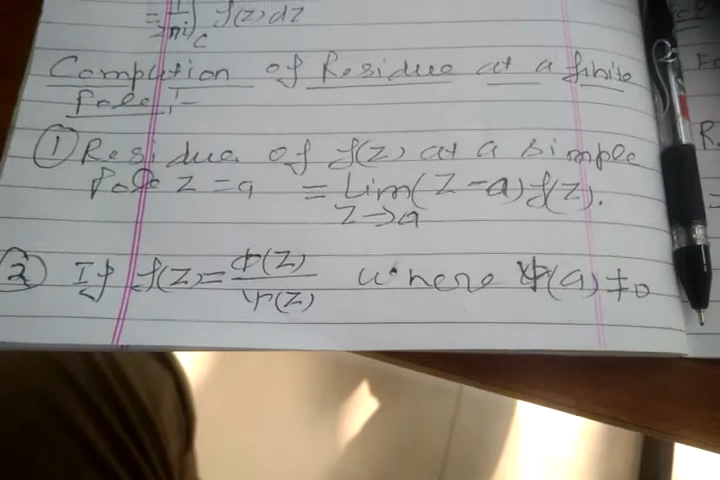 = 1/2πi ∫c f(z) dz
Compution of Residue at a finite
Pole:-
① Residue of f(z) at a simple
Pole z = a = Lim z→a (z-a) f(z).
② If f(z) = Φ(z)/Ψ(z) where Φ(a) ≠ 0
R